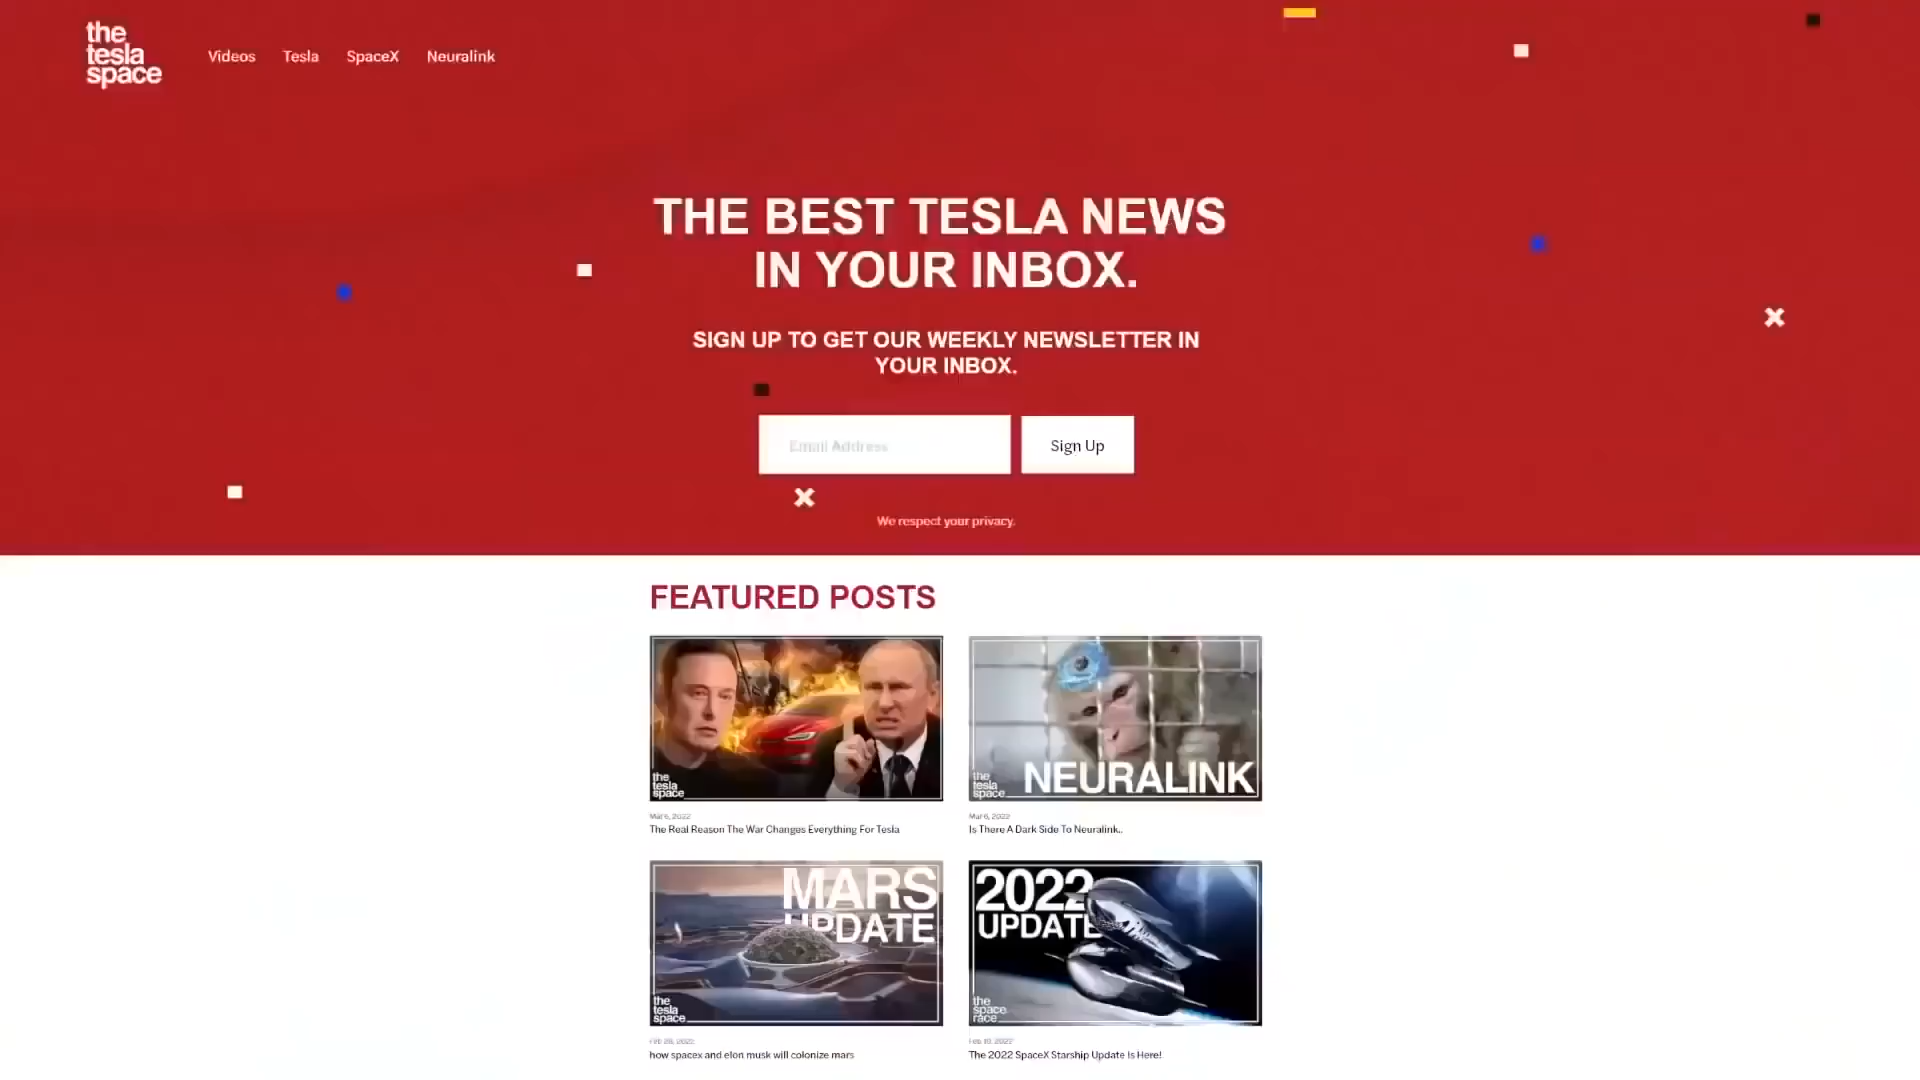 the
tesla
space
Videos
Tesla
SpaceX
Neuralink
THE BEST TESLA NEWS
IN YOUR INBOX.
SIGN UP TO GET OUR WEEKLY NEWSLETTER IN
YOUR INBOX.
Email Address
Sign Up
We respect your privacy.
FEATURED POSTS
the
tesla
space
the
tesla
space
NEURALINK
Mar 6, 2022
The Real Reason The War Changes Everything For Tesla
Mar 6, 2022
Is There A Dark Side To Neuralink..
MARS
UPDATE
the
tesla
space
2022
UPDATE
the
space
race
how spacex and elon musk will colonize mars
Feb 10, 2022
The 2022 SpaceX Starship Update Is Here!